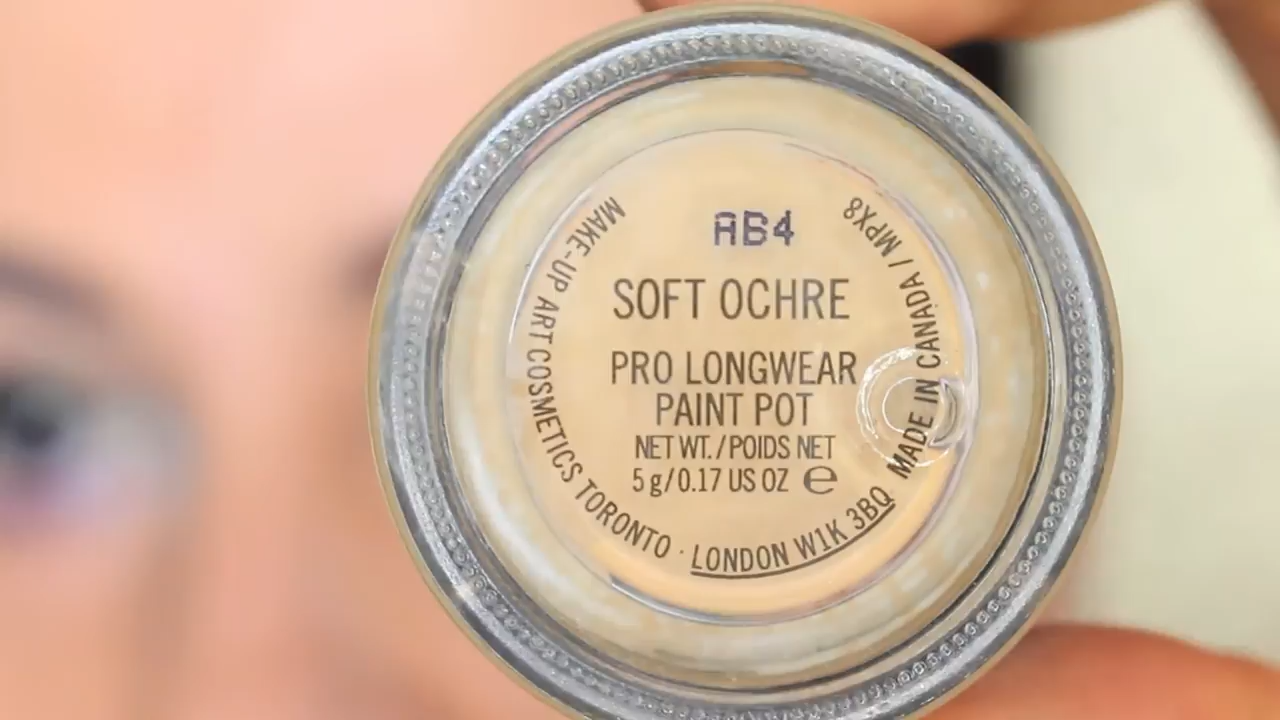 AB4
SOFT OCHRE
PRO LONGWEAR
PAINT POT
NET WT./POIDS NET
5 g/0.17 US OZ ℮
MAKE-UP ART COSMETICS TORONTO · LONDON W1K 3BQ
MADE IN CANADA / MPX8